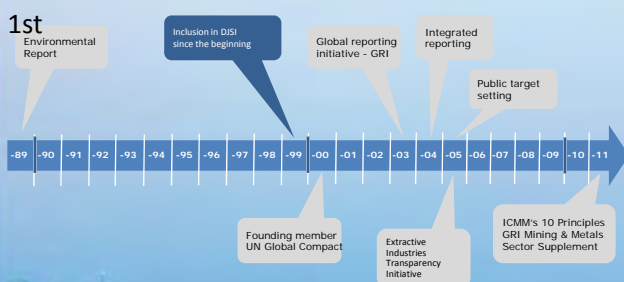 1st
Environmental
Report
Inclusion in DJSI
since the beginning
Global reporting
initiative - GRI
Integrated
reporting
Public target
setting
-89 -90 -91 -92 -93 -94 -95 -96 -97 -98 -99 -00 -01 -02 -03 -04 -05 -06 -07 -08 -09 -10 -11
Founding member
UN Global Compact
Extractive
Industries
Transparency
Initiative
ICMM's 10 Principles
GRI Mining & Metals
Sector Supplement